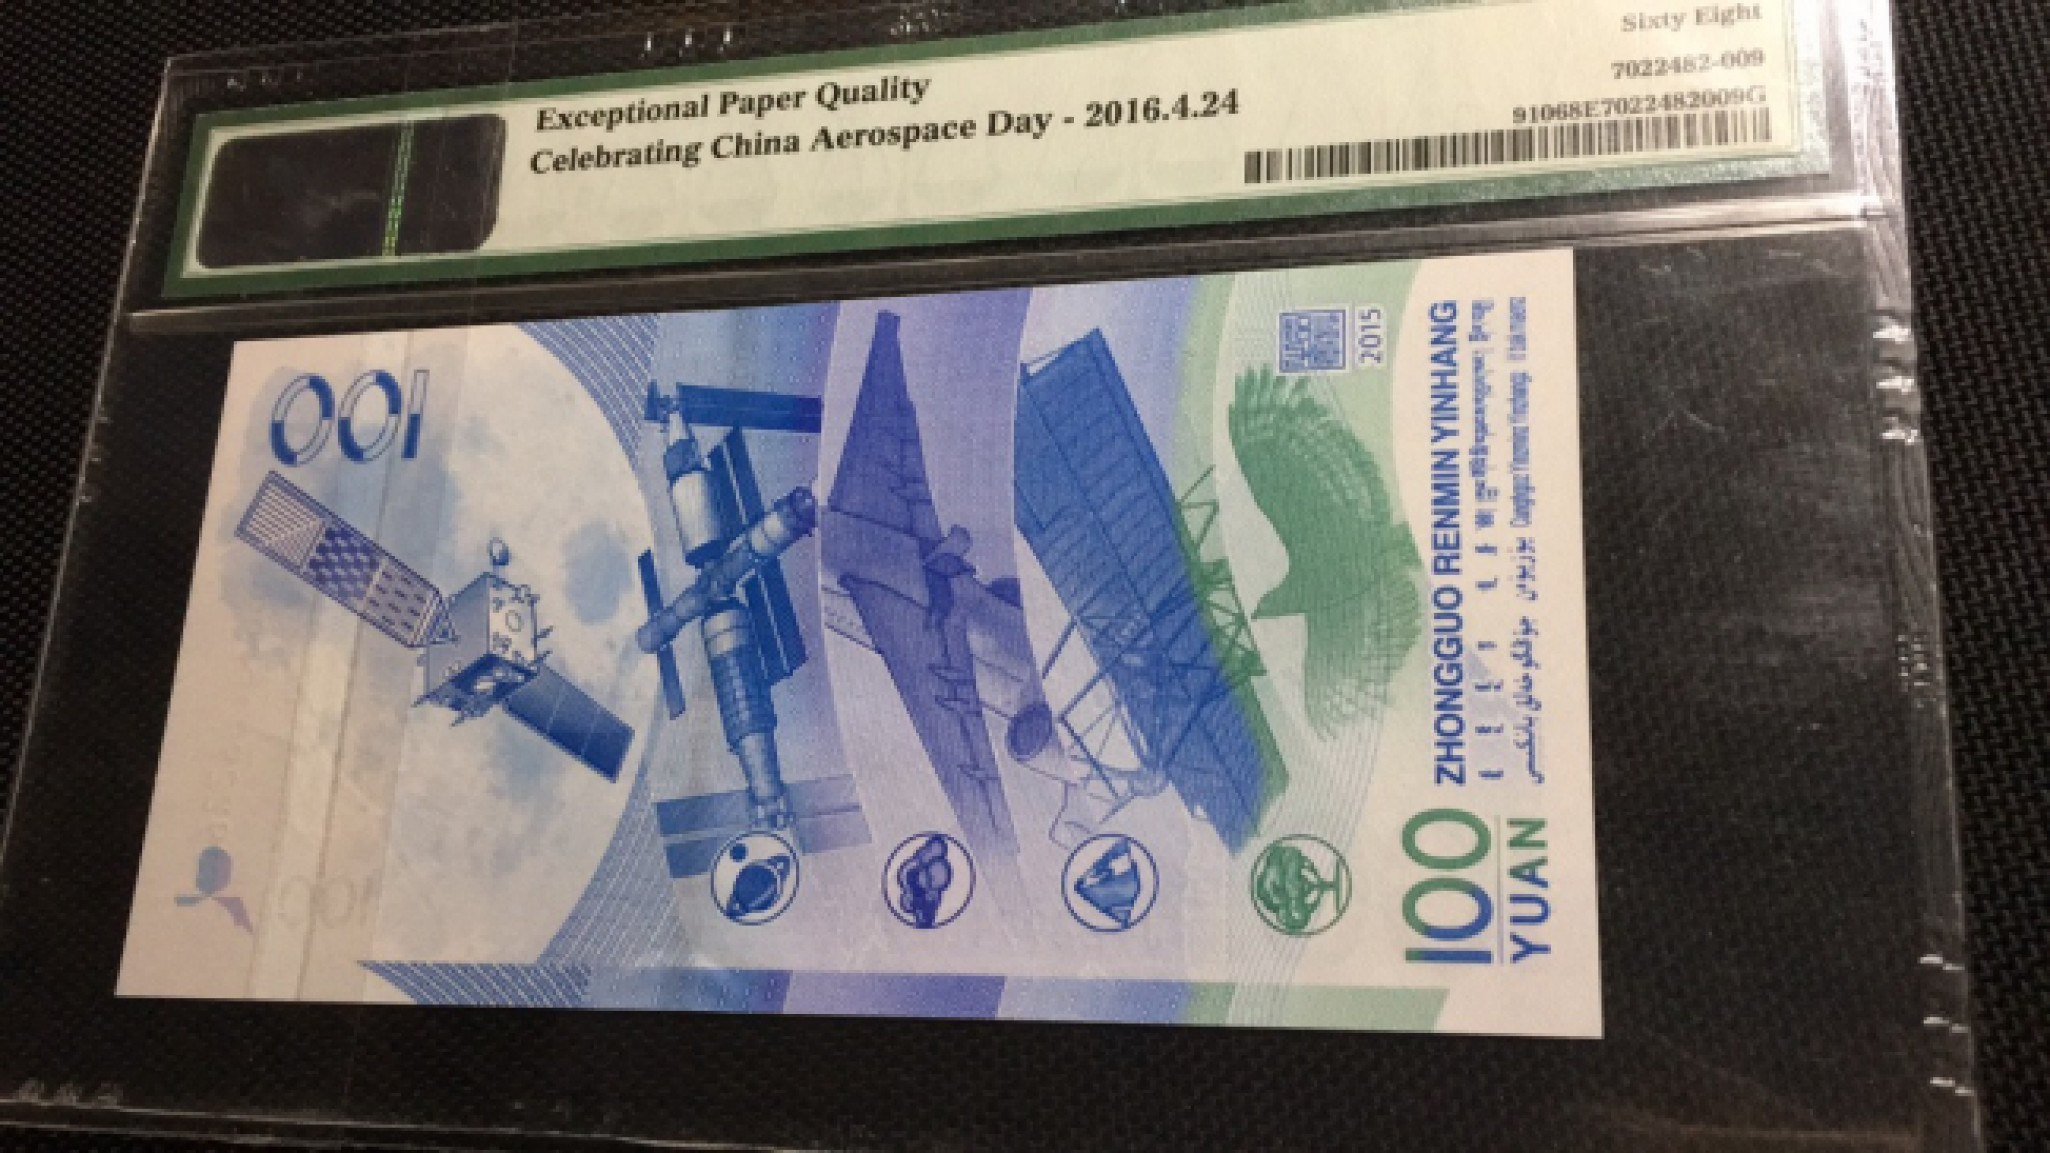 Sixty Eight
Exceptional Paper Quality
7022482-009
Celebrating China Aerospace Day - 2016.4.24
91068E7022482009G
100
2015
ZHONGGUO RENMIN YINHANG
100
YUAN